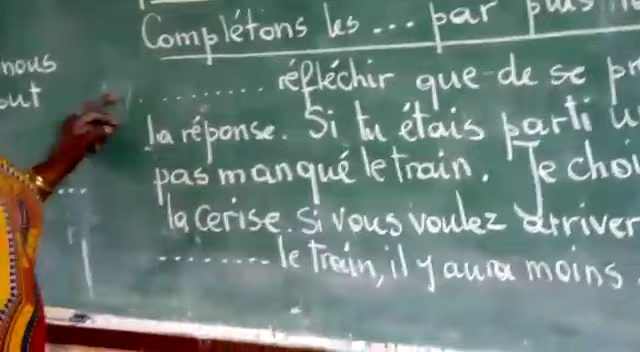 Complétons les ... par plus
nous
out
.......... réfléchir que de se
la réponse. Si tu étais parti
pas manqué le train. Je
...
la cerise. Si vous voulez arriver
........ le train, il y aura moins